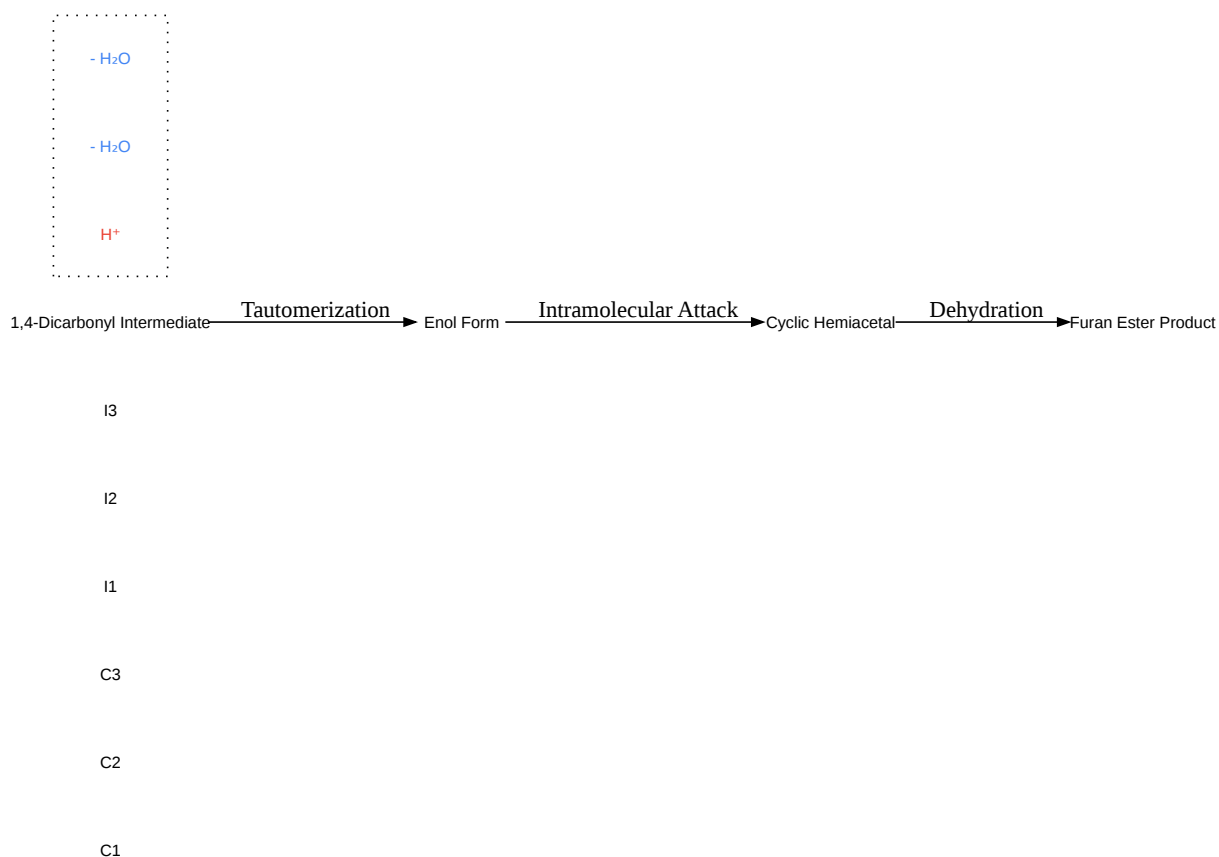 - H₂O
- H₂O
H⁺
1,4-Dicarbonyl Intermediate Tautomerization Enol Form Intramolecular Attack Cyclic Hemiacetal Dehydration Furan Ester Product
I3
I2
I1
C3
C2
C1